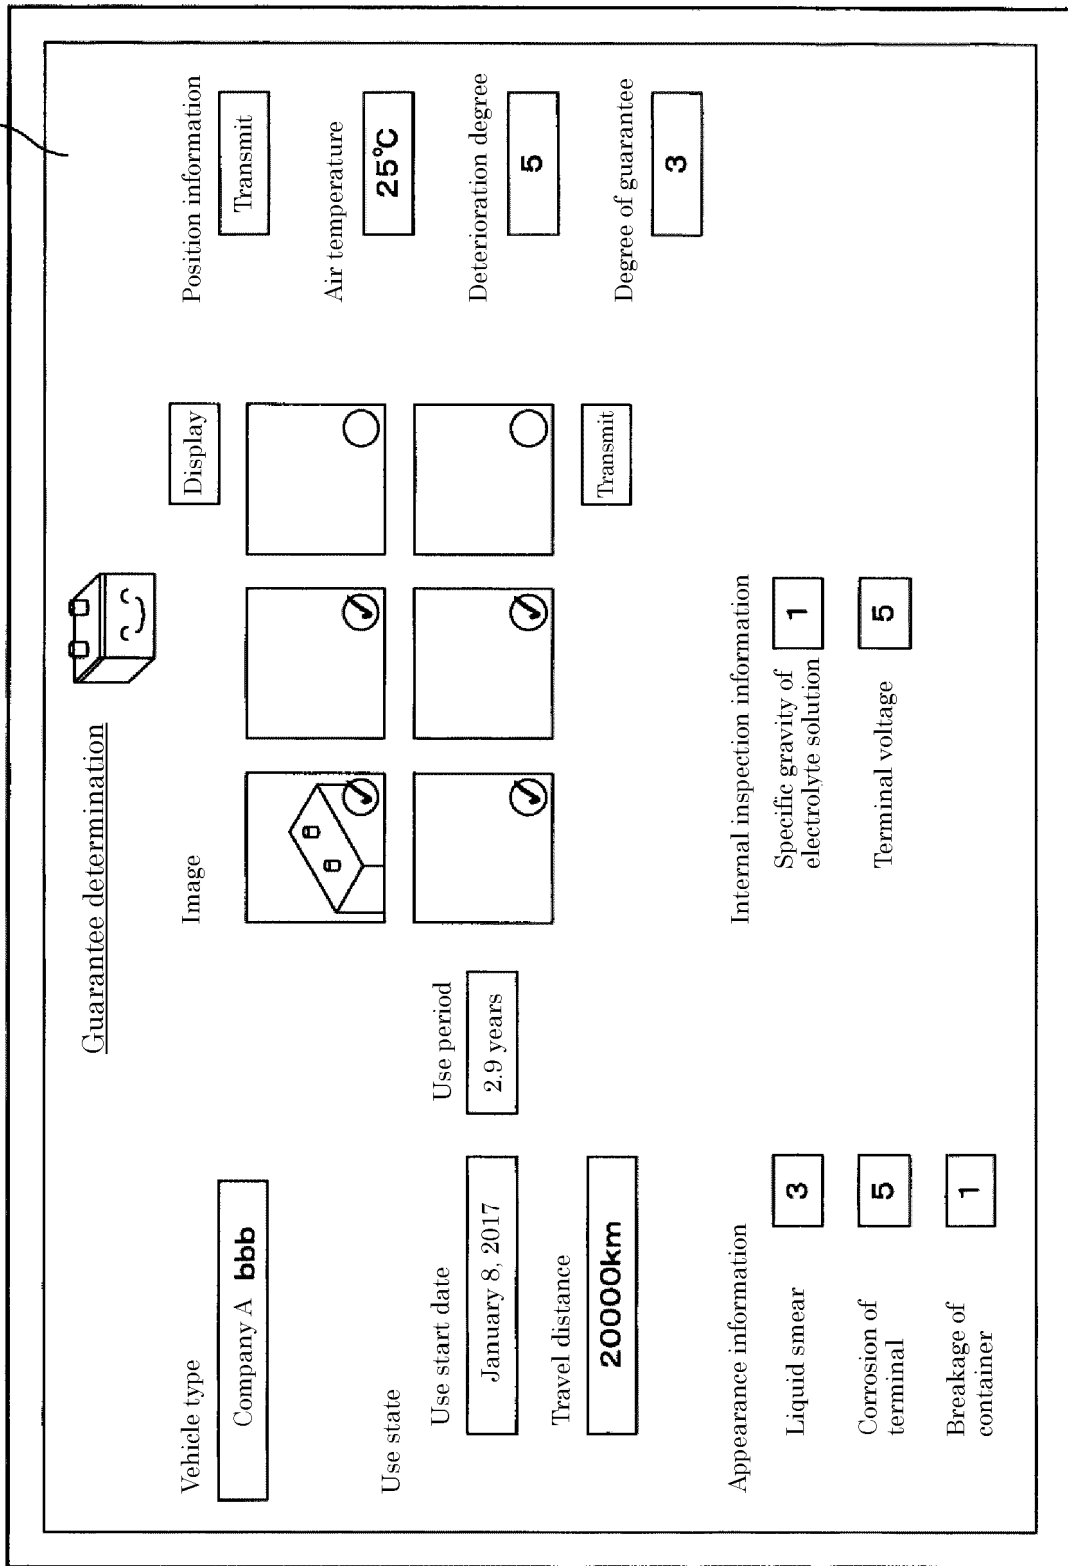 Guarantee determination
Vehicle type
Company A bbb
Use state
Use start date
January 8, 2017
Use period
2.9 years
Travel distance
20000km
Image
Display
Transmit
Position information
Transmit
Air temperature
25°C
Deterioration degree
5
Degree of guarantee
3
Appearance information
Liquid smear
3
Corrosion of
terminal
5
Breakage of
container
1
Internal inspection information
Specific gravity of
electrolyte solution
1
Terminal voltage
5